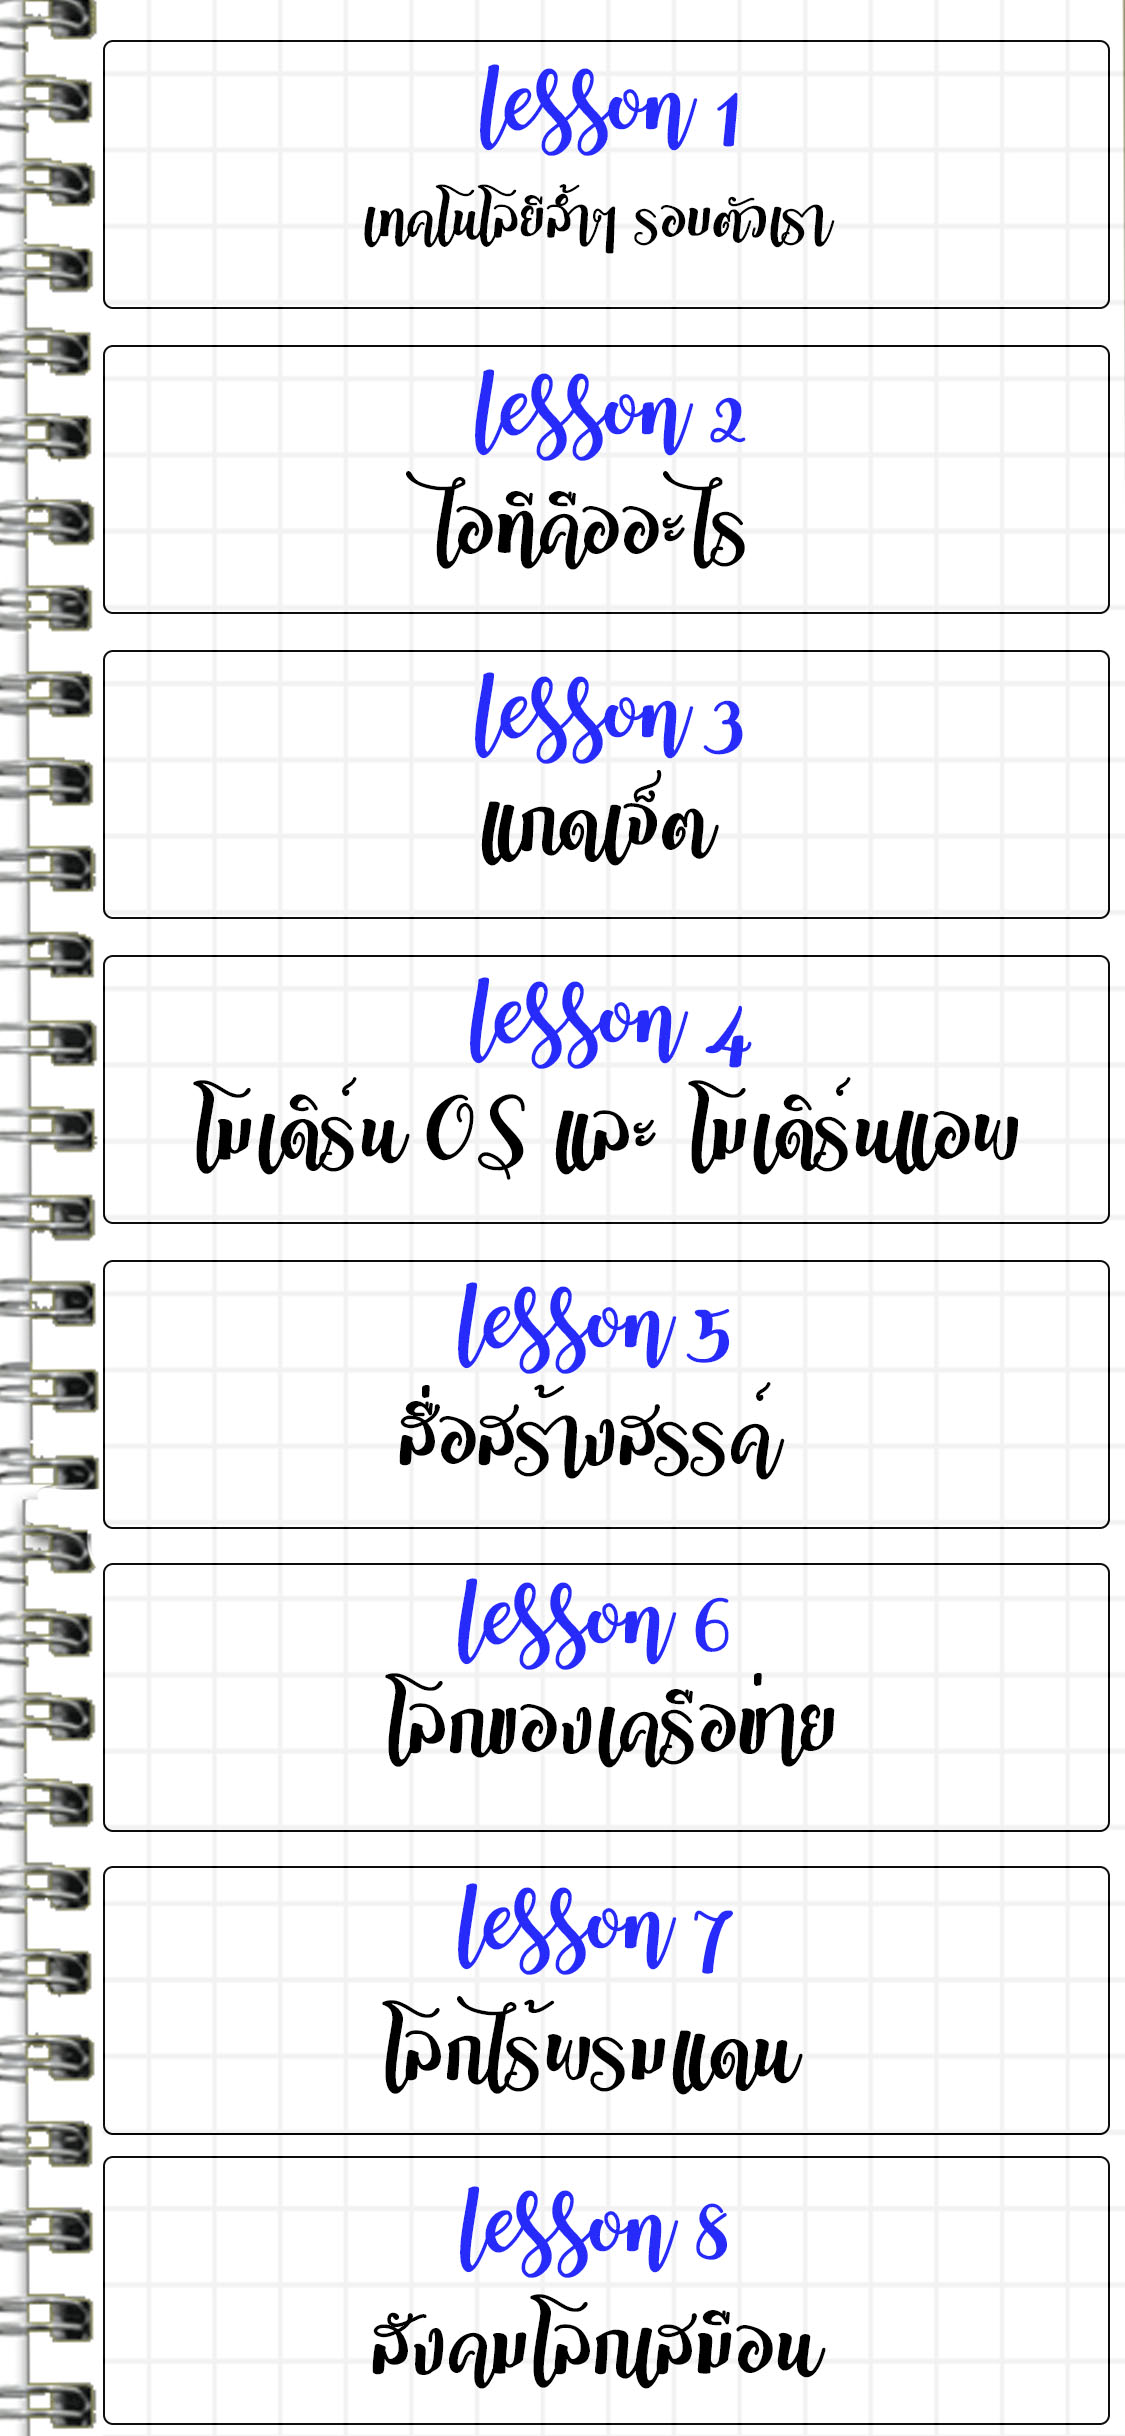 lesson 1
เทคโนโลยีล้ำๆ รอบตัวเรา
lesson 2
ไอทีคืออะไร
lesson 3
แกดเจ็ต
lesson 4
โมเดิร์น OS และ โมเดิร์นแอพ
lesson 5
สื่อสร้างสรรค์
lesson 6
โลกของเครือข่าย
lesson 7
โลกไร้พรมแดน
lesson 8
สังคมโลกเสมือน